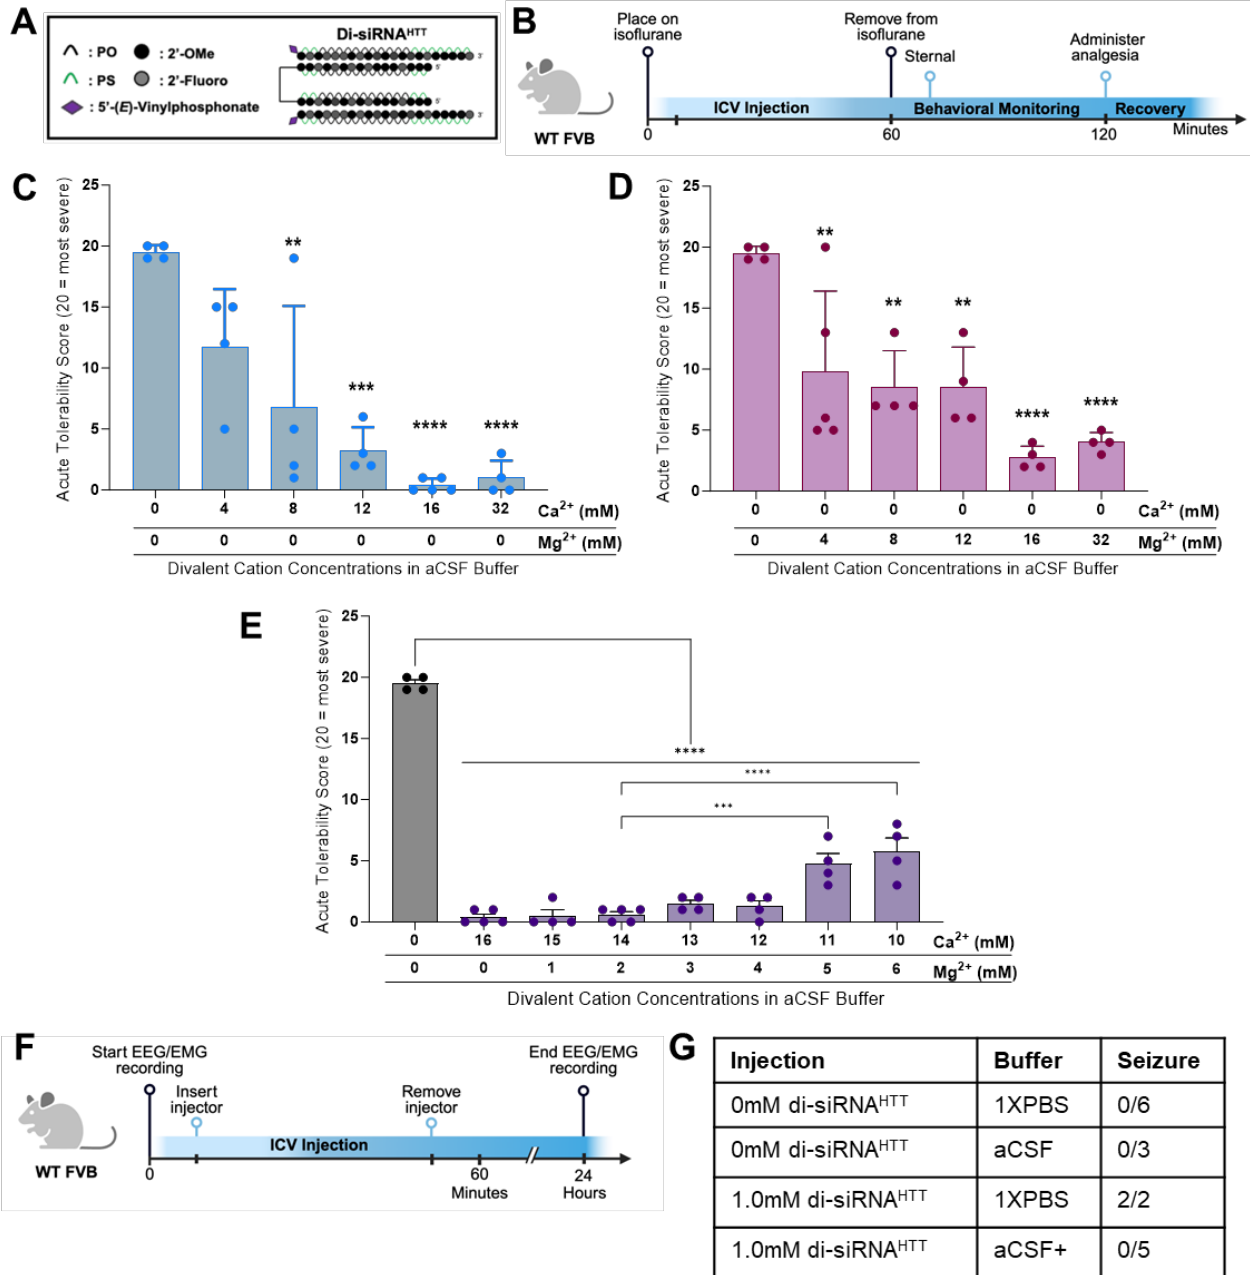 A
Di-siRNAᴴᵀᵀ
: PO : 2'-OMe
: PS : 2'-Fluoro
: 5'-(E)-Vinylphosphonate
3'
5'
5'
3'
B
Place on
isoflurane
Remove from
isoflurane
Sternal
Administer
analgesia
ICV Injection
Behavioral Monitoring
Recovery
WT FVB
0
60
120
Minutes
C
Acute Tolerability Score (20 = most severe)
25
20
15
10
5
0
**
***
****
****
0 4 8 12 16 32 Ca²⁺ (mM)
0 0 0 0 0 0 Mg²⁺ (mM)
Divalent Cation Concentrations in aCSF Buffer
D
Acute Tolerability Score (20 = most severe)
25
20
15
10
5
0
**
**
**
****
****
0 0 0 0 0 0 Ca²⁺ (mM)
0 4 8 12 16 32 Mg²⁺ (mM)
Divalent Cation Concentrations in aCSF Buffer
E
Acute Tolerability Score (20 = most severe)
25
20
15
10
5
0
****
****
***
0 16 15 14 13 12 11 10 Ca²⁺ (mM)
0 0 1 2 3 4 5 6 Mg²⁺ (mM)
Divalent Cation Concentrations in aCSF Buffer
F
Start EEG/EMG
recording
Insert
injector
Remove
injector
End EEG/EMG
recording
ICV Injection
WT FVB
0
60
Minutes
24
Hours
G
Injection Buffer Seizure
0mM di-siRNAᴴᵀᵀ 1XPBS 0/6
0mM di-siRNAᴴᵀᵀ aCSF 0/3
1.0mM di-siRNAᴴᵀᵀ 1XPBS 2/2
1.0mM di-siRNAᴴᵀᵀ aCSF+ 0/5